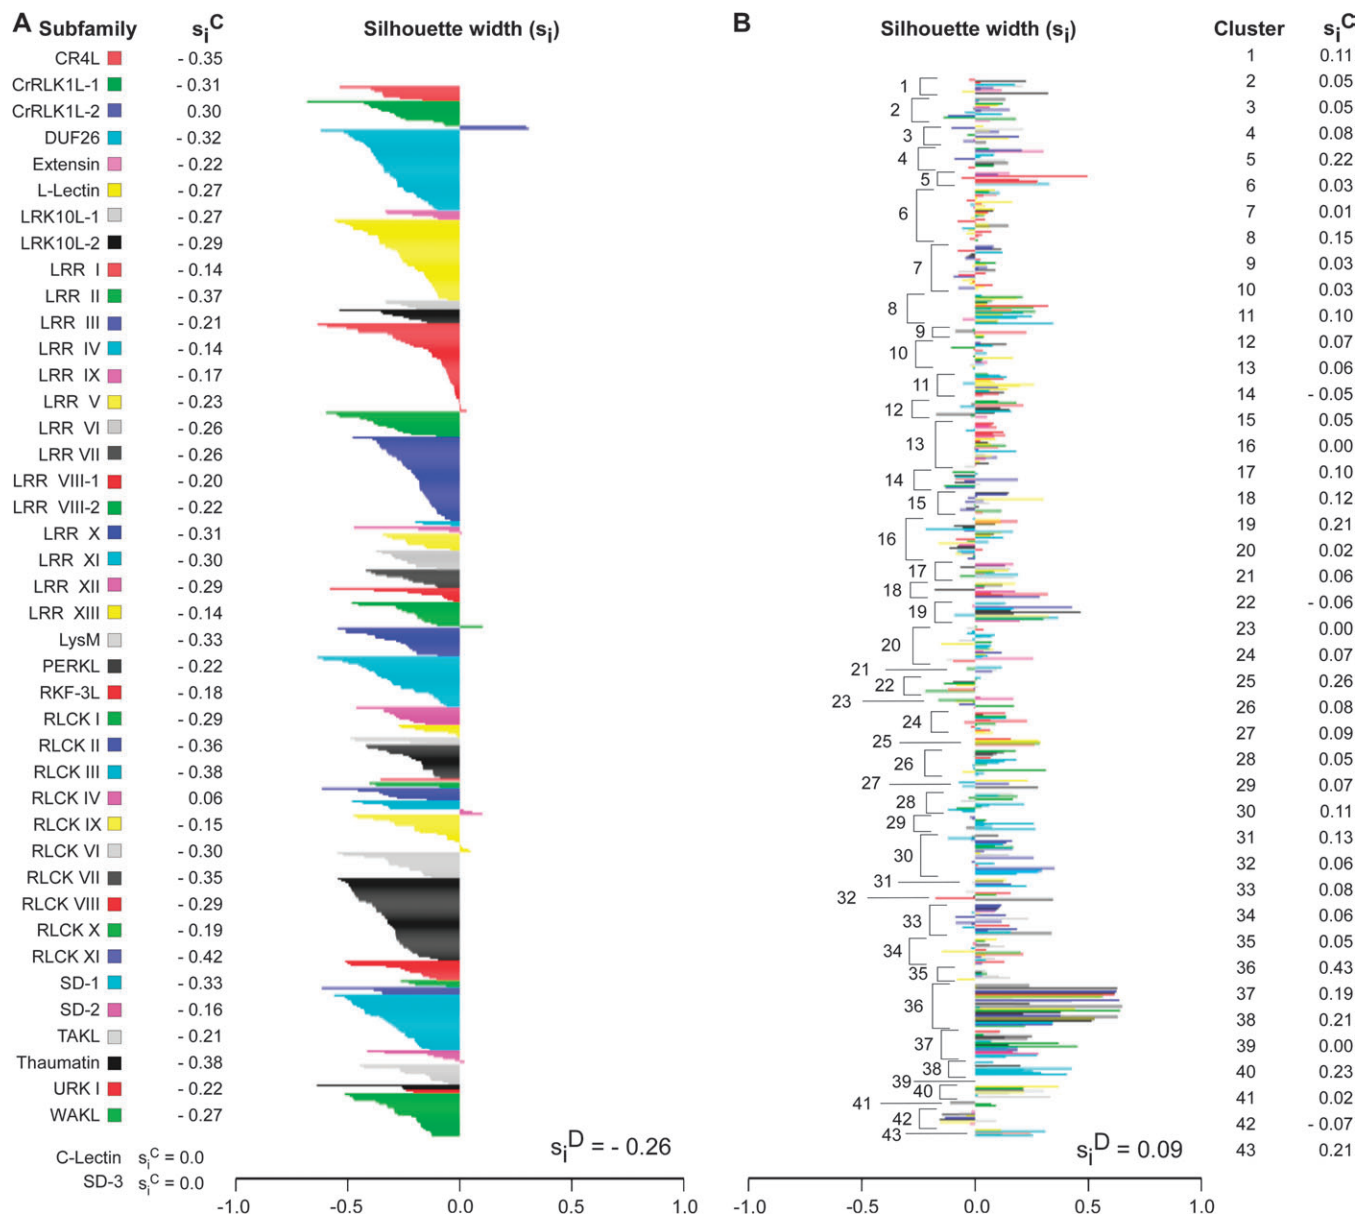 A Subfamily s_i^C Silhouette width (s_i)
CR4L - 0.35
CrRLK1L-1 - 0.31
CrRLK1L-2 0.30
DUF26 - 0.32
Extensin - 0.22
L-Lectin - 0.27
LRK10L-1 - 0.27
LRK10L-2 - 0.29
LRR I - 0.14
LRR II - 0.37
LRR III - 0.21
LRR IV - 0.14
LRR IX - 0.17
LRR V - 0.23
LRR VI - 0.26
LRR VII - 0.26
LRR VIII-1 - 0.20
LRR VIII-2 - 0.22
LRR X - 0.31
LRR XI - 0.30
LRR XII - 0.29
LRR XIII - 0.14
LysM - 0.33
PERKL - 0.22
RKF-3L - 0.18
RLCK I - 0.29
RLCK II - 0.36
RLCK III - 0.38
RLCK IV 0.06
RLCK IX - 0.15
RLCK VI - 0.30
RLCK VII - 0.35
RLCK VIII - 0.29
RLCK X - 0.19
RLCK XI - 0.42
SD-1 - 0.33
SD-2 - 0.16
TAKL - 0.21
Thaumatin - 0.38
URK I - 0.22
WAKL - 0.27
C-Lectin s_i^C = 0.0
SD-3 s_i^C = 0.0
s_i^D = - 0.26
-1.0 -0.5 0.0 0.5 1.0
B Silhouette width (s_i) Cluster s_i^C
1
2
3
4
5
6
7
8
9
10
11
12
13
14
15
16
17
18
19
20
21
22
23
24
25
26
27
28
29
30
31
32
33
34
35
36
37
38
39
40
41
42
43
s_i^D = 0.09
-1.0 -0.5 0.0 0.5 1.0
1 0.11
2 0.05
3 0.05
4 0.08
5 0.22
6 0.03
7 0.01
8 0.15
9 0.03
10 0.03
11 0.10
12 0.07
13 0.06
14 - 0.05
15 0.05
16 0.00
17 0.10
18 0.12
19 0.21
20 0.02
21 0.06
22 - 0.06
23 0.00
24 0.07
25 0.26
26 0.08
27 0.09
28 0.05
29 0.07
30 0.11
31 0.13
32 0.06
33 0.08
34 0.06
35 0.05
36 0.43
37 0.19
38 0.21
39 0.00
40 0.23
41 0.02
42 - 0.07
43 0.21